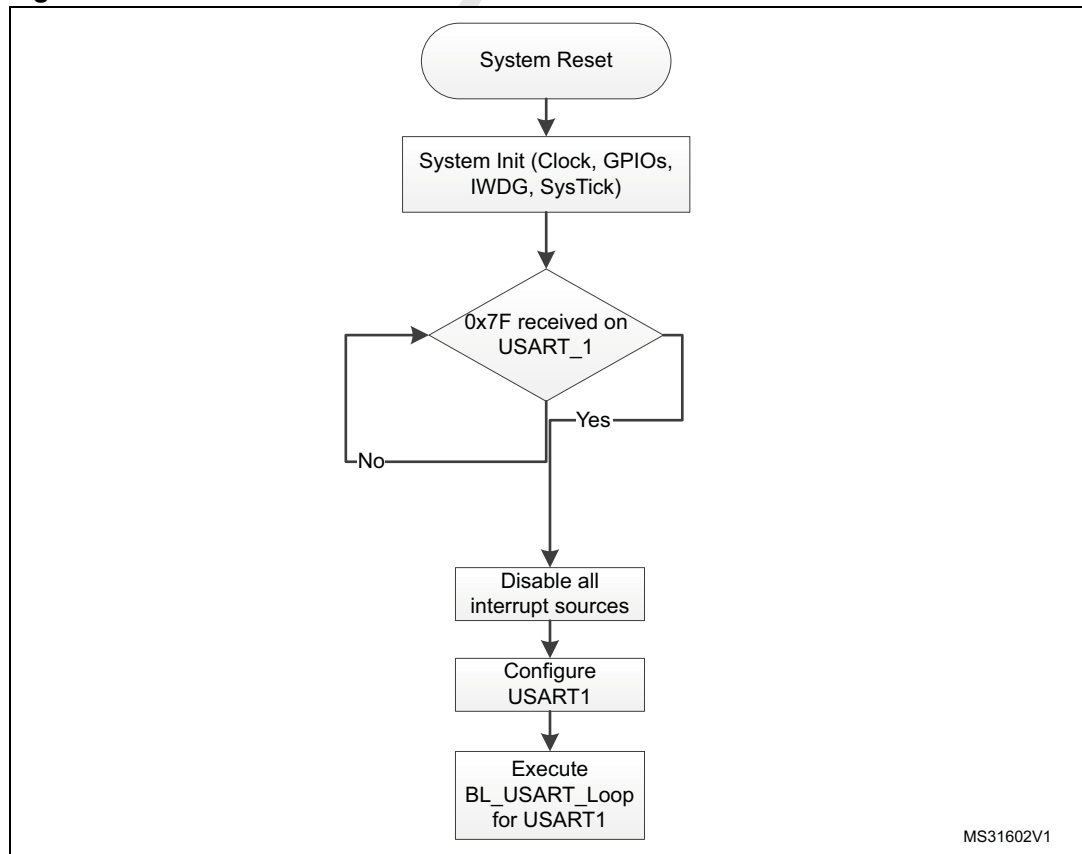 System Reset
System Init (Clock, GPIOs,
IWDG, SysTick)
0x7F received on
USART_1
Yes
No
Disable all
interrupt sources
Configure
USART1
Execute
BL_USART_Loop
for USART1
MS31602V1